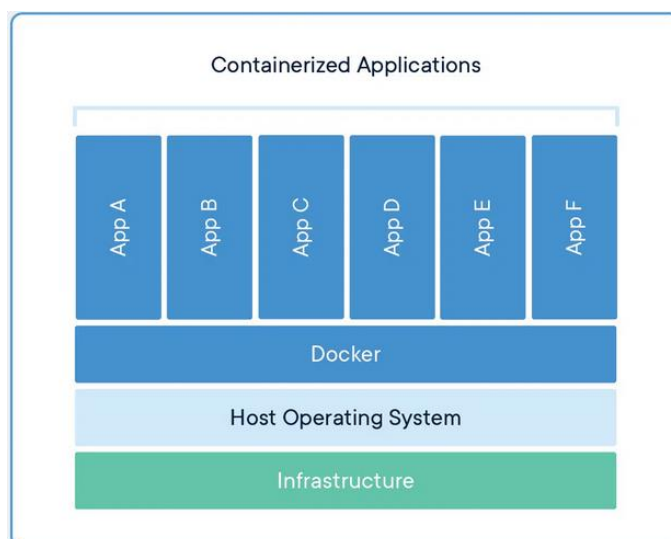 Containerized Applications
App A
App B
App C
App D
App E
App F
Docker
Host Operating System
Infrastructure